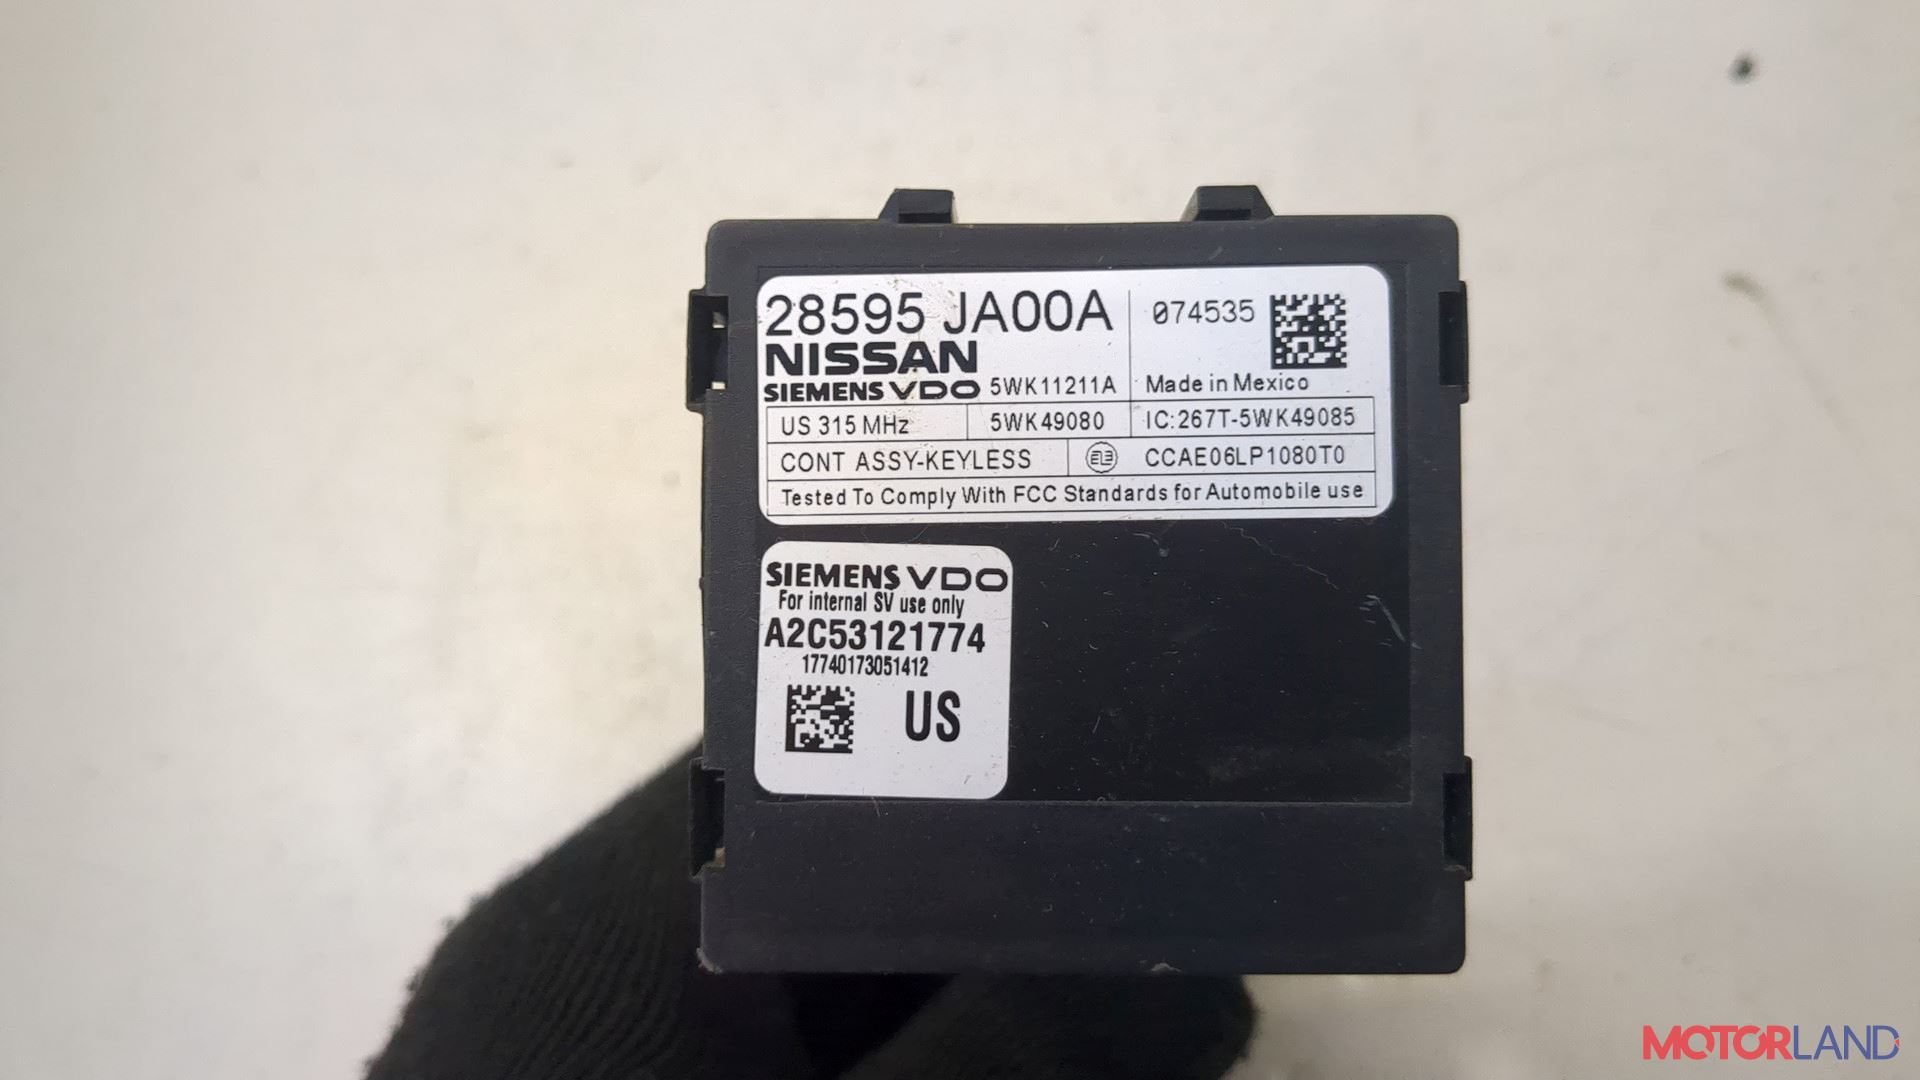 28595 JA00A
074535
NISSAN
SIEMENS VDO 5WK11211A
Made in Mexico
US 315 MHz
5WK49080
IC:267T-5WK49085
CONT ASSY-KEYLESS
CCAE06LP1080T0
Tested To Comply With FCC Standards for Automobile use
SIEMENS VDO
For internal SV use only
A2C53121774
17740173051412
US
MOTORLAND